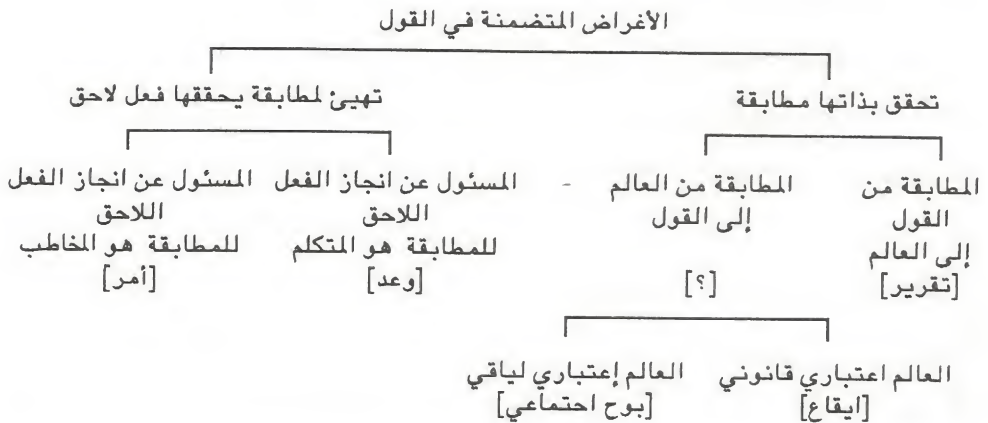 الأغراض المتضمنة في القول
تحقق بذاتها مطابقة
تهيئ لمطابقة يحققها فعل لاحق
المطابقة من
القول
إلى العالم
[تقرير]
المطابقة من العالم
إلى القول
[؟]
المسئول عن انجاز الفعل
اللاحق
للمطابقة هو المتكلم
[وعد]
المسئول عن انجاز الفعل
اللاحق
للمطابقة هو المخاطب
[أمر]
العالم اعتباري قانوني
[ايقاع]
العالم إعتباري لياقي
[بوح احتماعي]